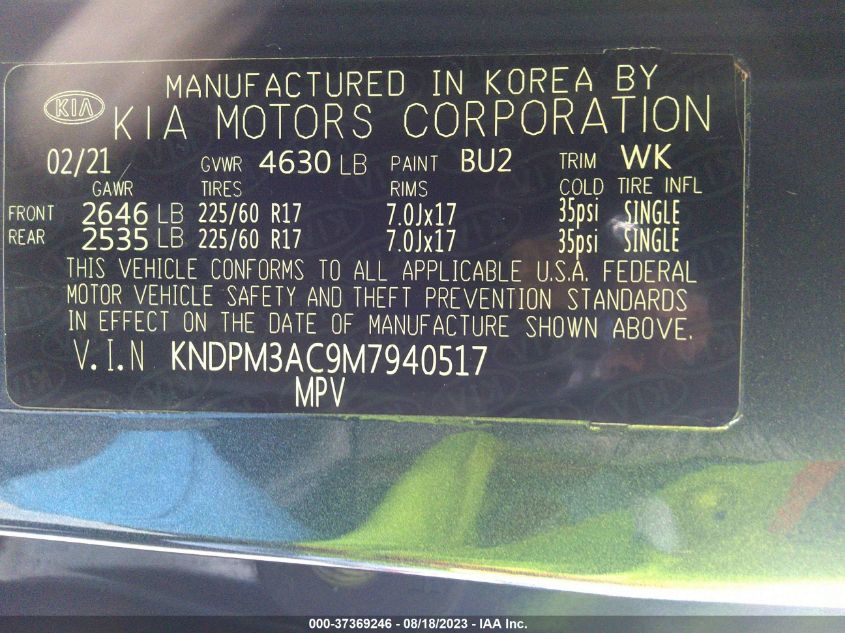 MANUFACTURED IN KOREA BY
KIA KIA MOTORS CORPORATION
02/21 GVWR 4630 LB PAINT BU2 TRIM WK
GAWR TIRES RIMS COLD TIRE INFL
FRONT 2646 LB 225/60 R17 7.0Jx17 35psi SINGLE
REAR 2535 LB 225/60 R17 7.0Jx17 35psi SINGLE
THIS VEHICLE CONFORMS TO ALL APPLICABLE U.S.A. FEDERAL
MOTOR VEHICLE SAFETY AND THEFT PREVENTION STANDARDS
IN EFFECT ON THE DATE OF MANUFACTURE SHOWN ABOVE.
V.I.N KNDPM3AC9M7940517
MPV
000-37369246 - 08/18/2023 - IAA Inc.